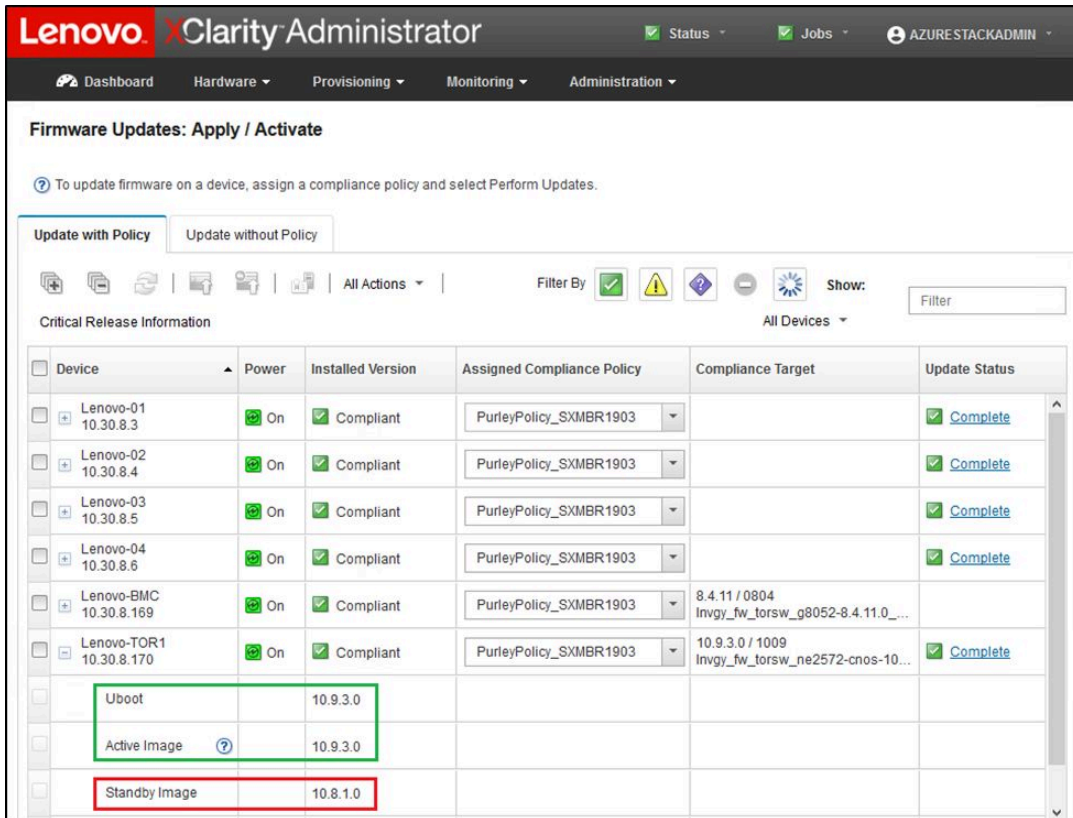 Lenovo. XClarity Administrator
Status
Jobs
AZURESTACKADMIN
Dashboard Hardware Provisioning Monitoring Administration
Firmware Updates: Apply / Activate
To update firmware on a device, assign a compliance policy and select Perform Updates.
Update with Policy Update without Policy
All Actions
Filter By
Show:
Filter
Critical Release Information
All Devices
Device Power Installed Version Assigned Compliance Policy Compliance Target Update Status
Lenovo-01
10.30.8.3
On Compliant PurleyPolicy_SXMBR1903 Complete
Lenovo-02
10.30.8.4
On Compliant PurleyPolicy_SXMBR1903 Complete
Lenovo-03
10.30.8.5
On Compliant PurleyPolicy_SXMBR1903 Complete
Lenovo-04
10.30.8.6
On Compliant PurleyPolicy_SXMBR1903 Complete
Lenovo-BMC
10.30.8.169
On Compliant PurleyPolicy_SXMBR1903
8.4.11 / 0804
lnvgy_fw_torsw_g8052-8.4.11.0_...
Lenovo-TOR1
10.30.8.170
On Compliant PurleyPolicy_SXMBR1903
10.9.3.0 / 1009
lnvgy_fw_torsw_ne2572-cnos-10...
Complete
Uboot 10.9.3.0
Active Image 10.9.3.0
Standby Image 10.8.1.0